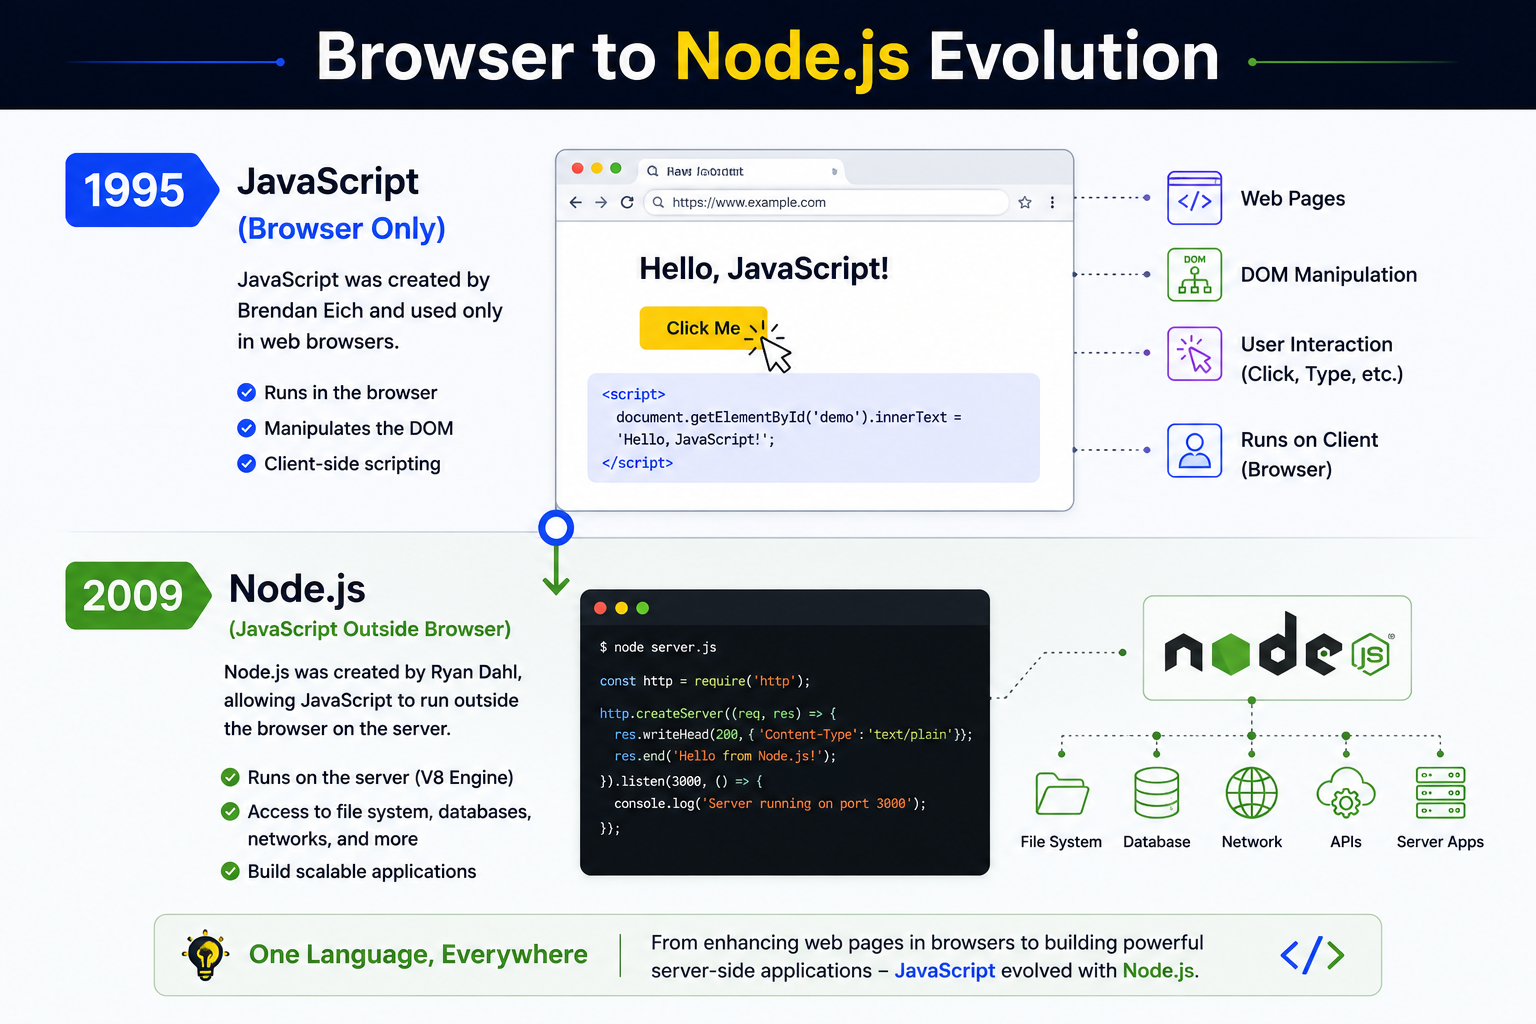 Browser to Node.js Evolution
1995
JavaScript
(Browser Only)
JavaScript was created by
Brendan Eich and used only
in web browsers.
Runs in the browser
Manipulates the DOM
Client-side scripting
https://www.example.com
Hello, JavaScript!
Click Me
<script>
document.getElementById('demo').innerText =
'Hello, JavaScript!';
</script>
</>
Web Pages
DOM
DOM Manipulation
User Interaction
(Click, Type, etc.)
Runs on Client
(Browser)
2009
Node.js
(JavaScript Outside Browser)
Node.js was created by Ryan Dahl,
allowing JavaScript to run outside
the browser on the server.
Runs on the server (V8 Engine)
Access to file system, databases,
networks, and more
Build scalable applications
$ node server.js
const http = require('http');
http.createServer((req, res) => {
res.writeHead(200, { 'Content-Type': 'text/plain'}};
res.end('Hello from Node.js!');
}).listen(3000, () => {
console.log('Server running on port 3000');
});
node JS ®
File System
Database
Network
APIs
Server Apps
One Language, Everywhere
From enhancing web pages in browsers to building powerful
server-side applications – JavaScript evolved with Node.js.
</>